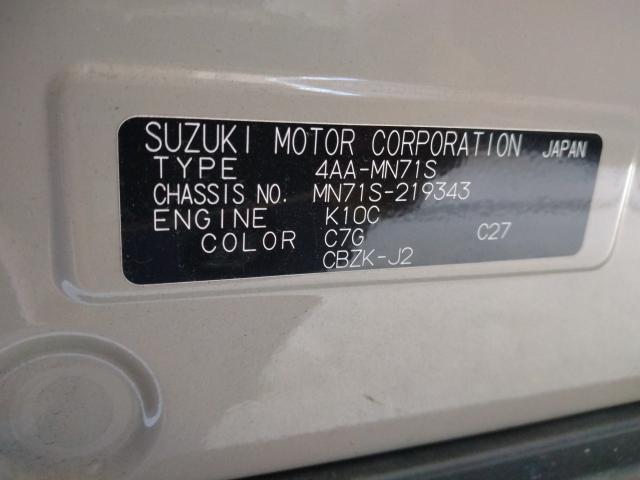 SUZUKI MOTOR CORPORATION JAPAN
TYPE 4AA-MN71S
CHASSIS NO. MN71S-219343
ENGINE K10C
COLOR C7G C27
CBZK-J2